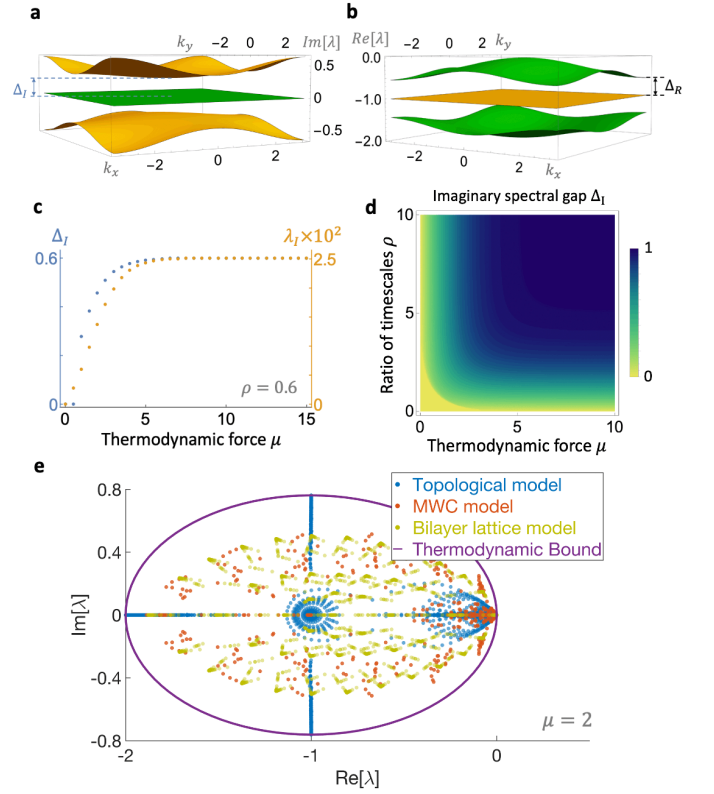 a
k_y
−2 0 2
Im[λ]
0.5
Δ_I
0
−0.5
−2
0
2
k_x
b
Re[λ]
−2 0 2
k_y
0.0
Δ_R
−1.0
−2.0
−2
0
2
k_x
c
Δ_I
λ_I×10²
0.6
2.5
ρ = 0.6
0
0
0 5 10 15
Thermodynamic force μ
d
Imaginary spectral gap Δ_I
10
5
0
Ratio of timescales ρ
1
0
0 5 10
Thermodynamic force μ
e
0.8
0.4
0
-0.4
-0.8
Im[λ]
Topological model
MWC model
Bilayer lattice model
Thermodynamic Bound
μ = 2
-2 -1 0
Re[λ]